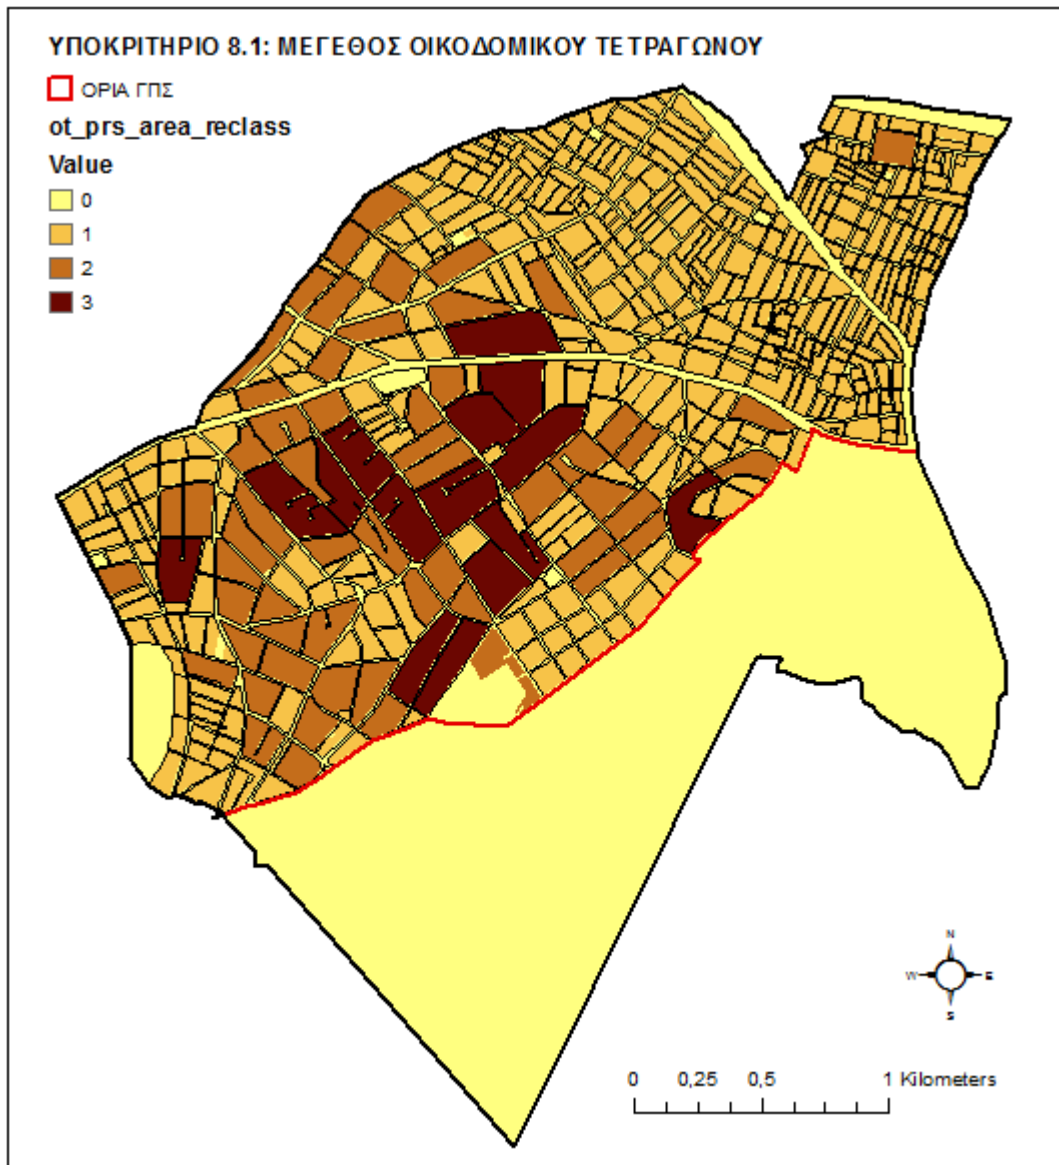 ΥΠΟΚΡΙΤΗΡΙΟ 8.1: ΜΕΓΕΘΟΣ ΟΙΚΟΔΟΜΙΚΟΥ ΤΕΤΡΑΓΩΝΟΥ
ΟΡΙΑ ΓΠΣ
ot_prs_area_reclass
Value
0
1
2
3
N
W E
S
0 0,25 0,5 1 Kilometers